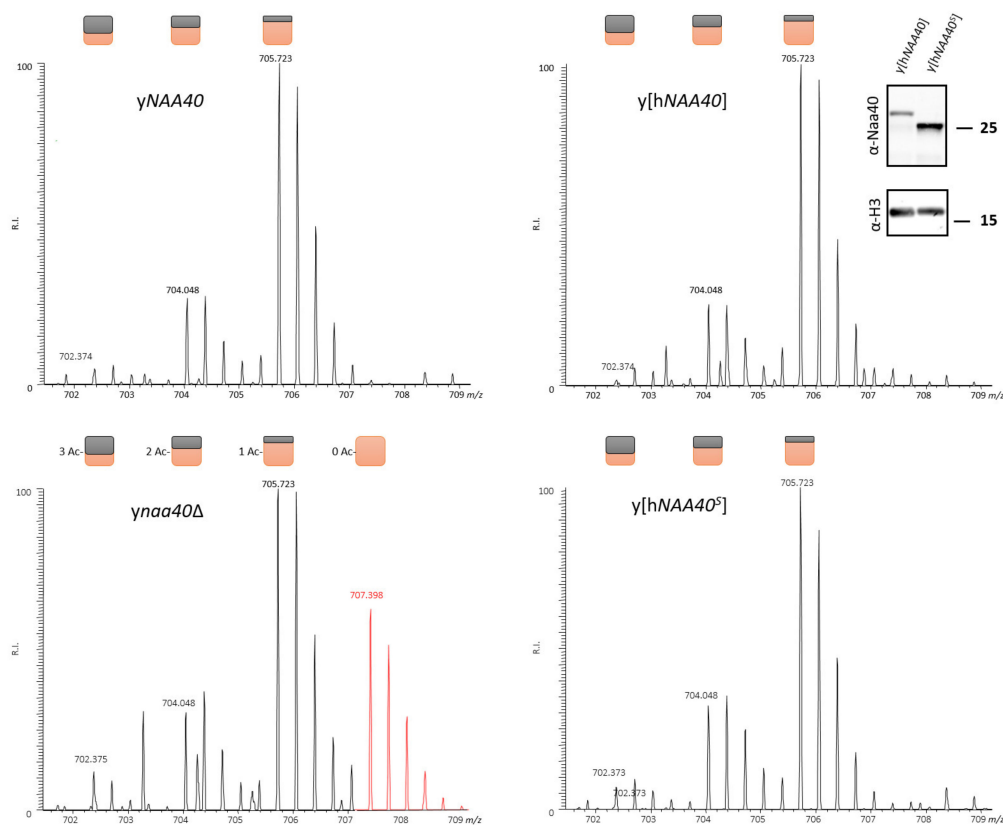 yNAA40
100
0
R.I.
705.723
704.048
702.374
702 703 704 705 706 707 708 709 m/z
y[hNAA40]
100
0
R.I.
705.723
704.048
702.374
702 703 704 705 706 707 708 709 m/z
y[hNAA40]
y[hNAA40ˢ]
α-Naa40
25
α-H3
15
3 Ac-
2 Ac-
1 Ac-
0 Ac-
ynaa40Δ
100
0
R.I.
705.723
707.398
704.048
702.375
702 703 704 705 706 707 708 709 m/z
y[hNAA40ˢ]
100
0
R.I.
705.723
704.048
702.373
702.373
702 703 704 705 706 707 708 709 m/z